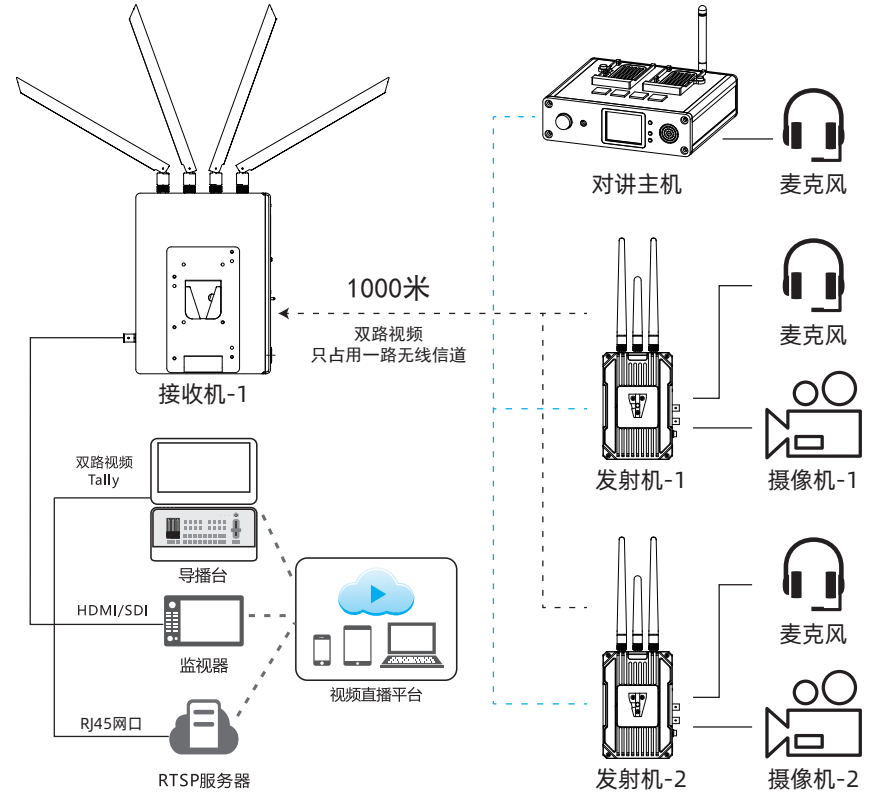 对讲主机
麦克风
1000米
双路视频
只占用一路无线信道
麦克风
接收机-1
发射机-1
摄像机-1
双路视频
Tally
导播台
HDMI/SDI
监视器
视频直播平台
麦克风
RJ45网口
RTSP服务器
发射机-2
摄像机-2